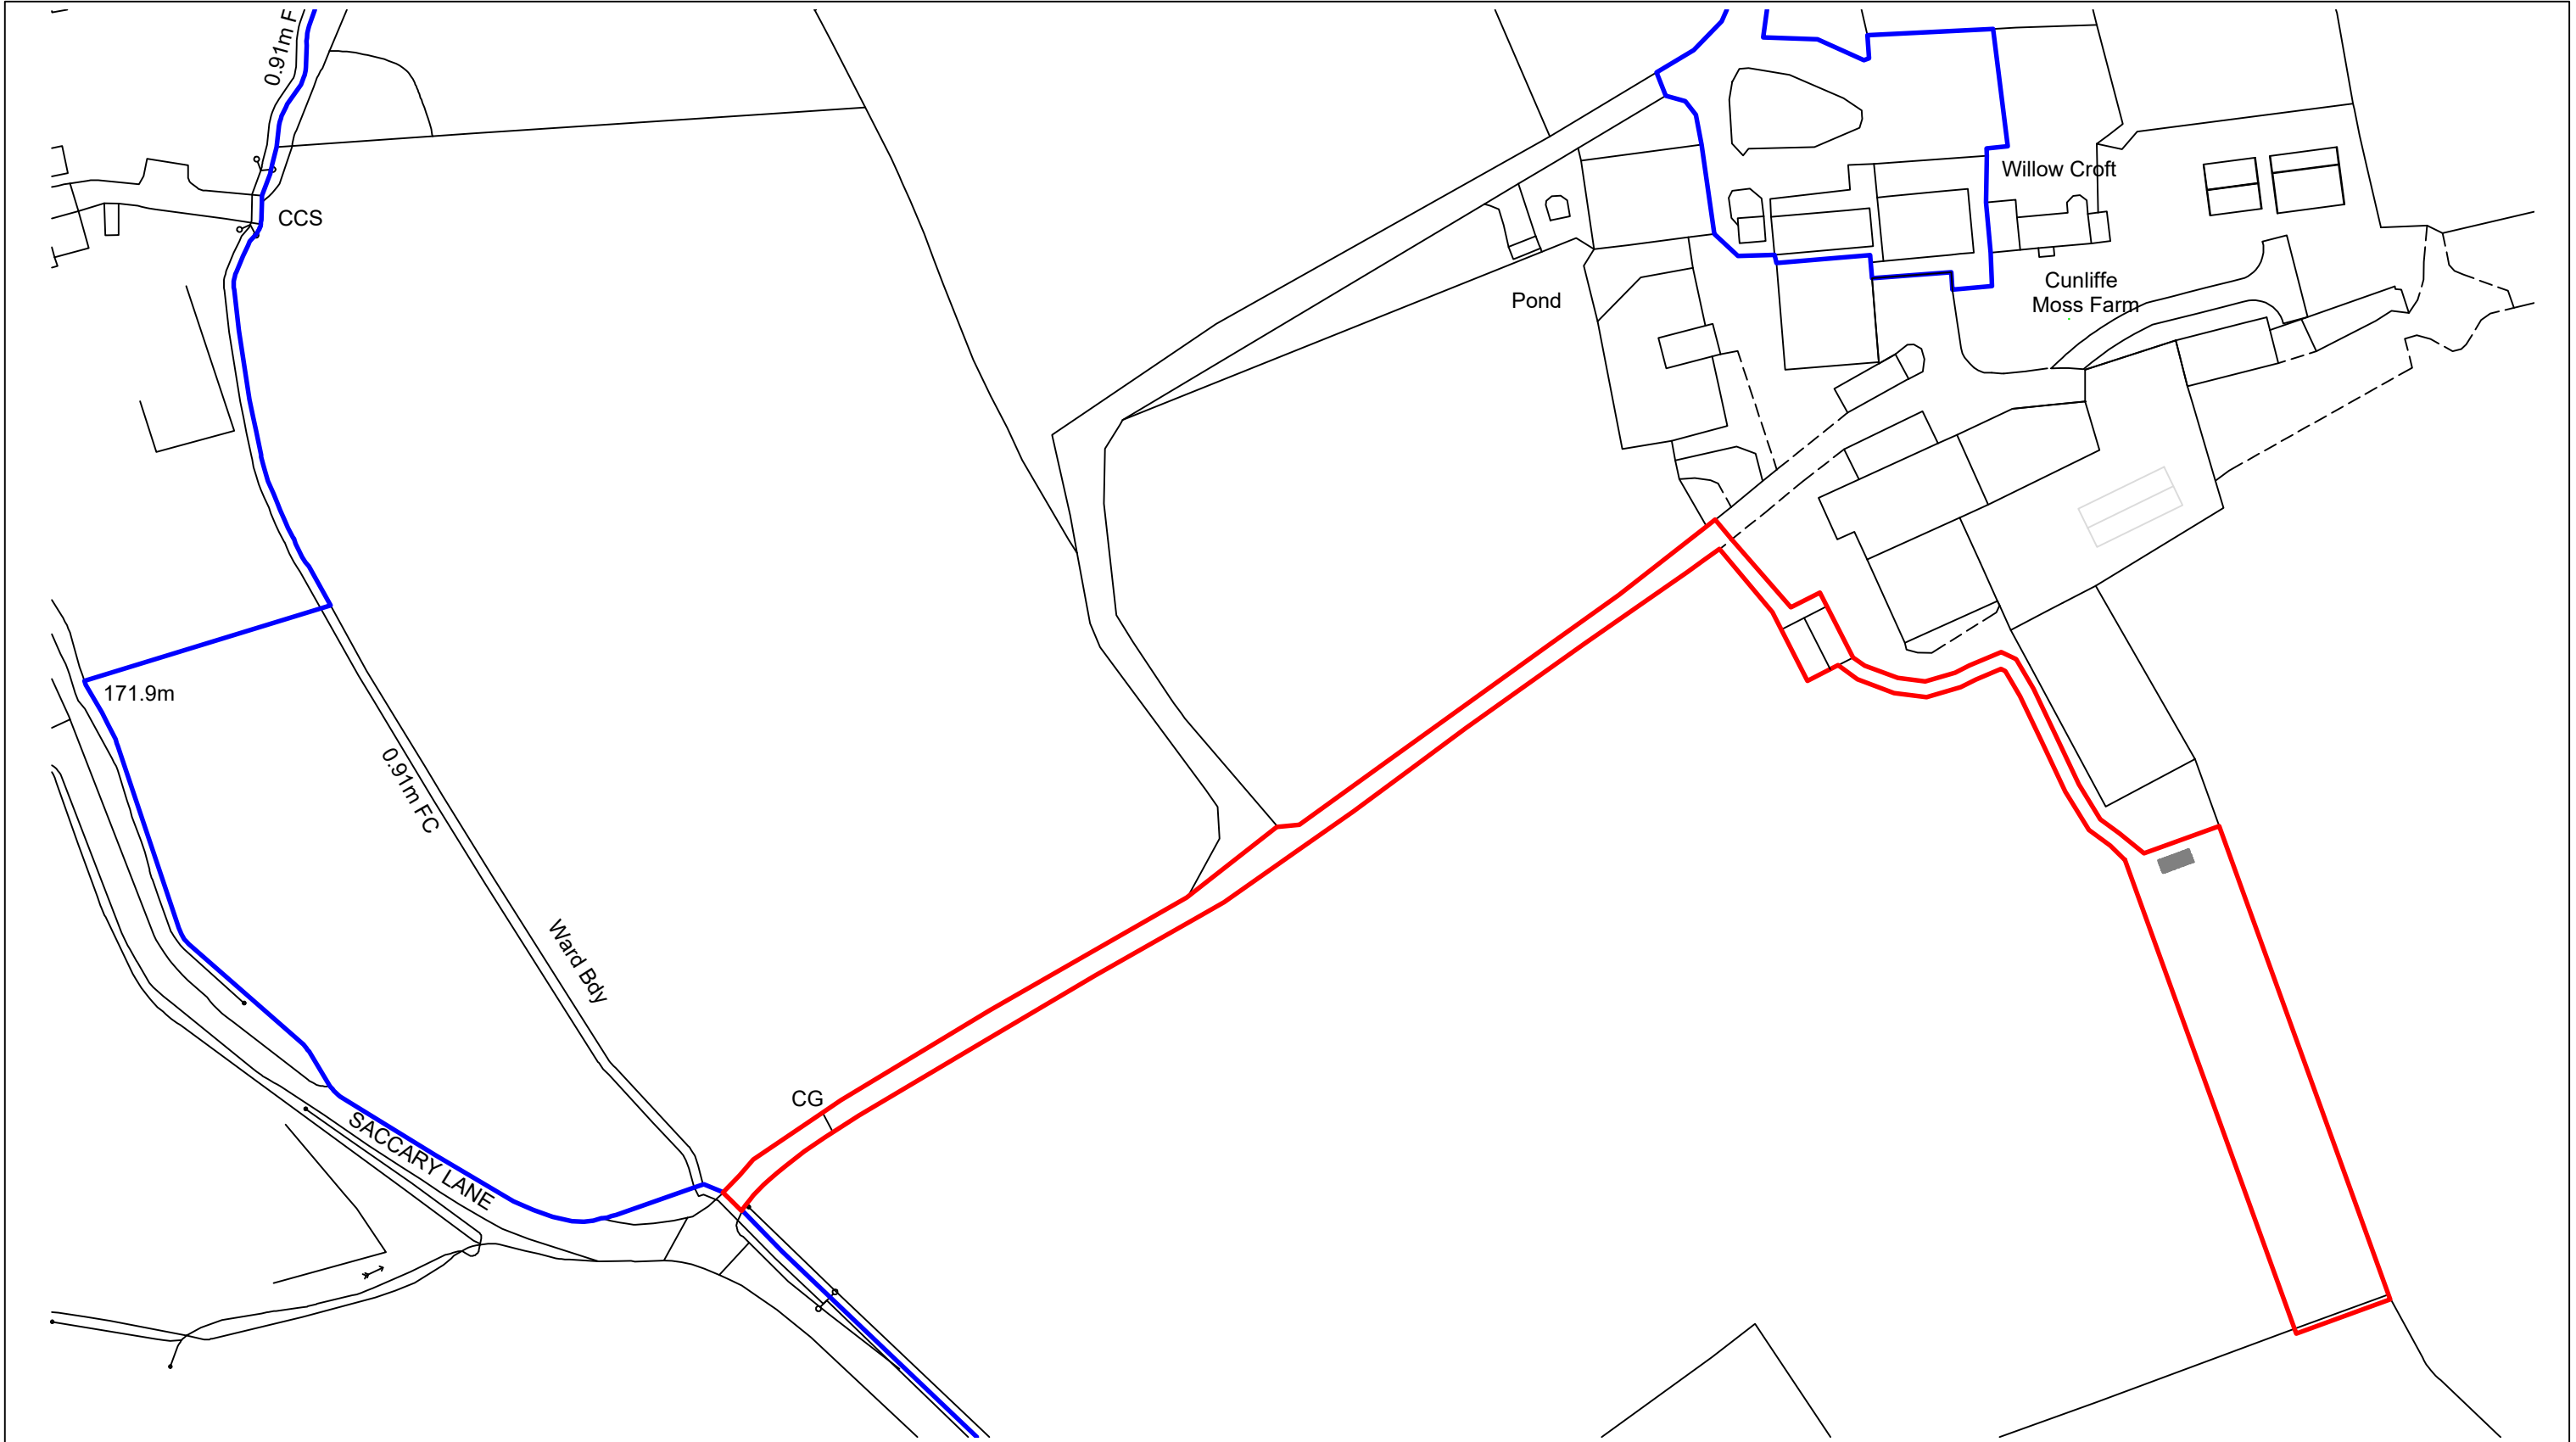 0.91m F
CCS
Willow Croft
Cunliffe
Moss Farm
Pond
171.9m
0.91m FC
Ward Bdy
CG
SACCARY LANE